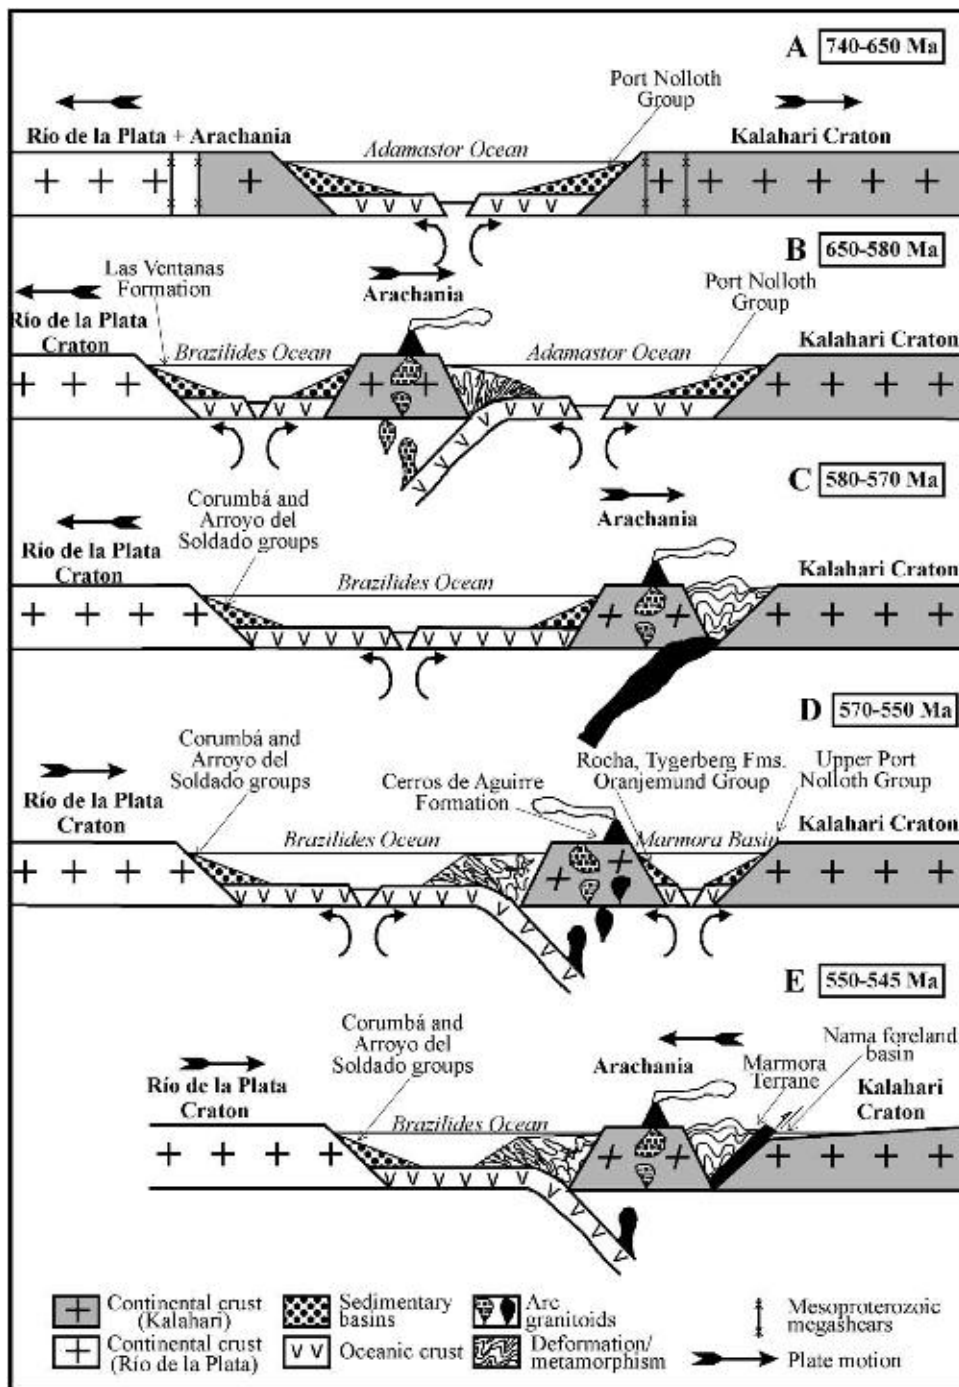 A 740-650 Ma
Port Nolloth
Group
Río de la Plata + Arachania
Kalahari Craton
Adamastor Ocean
B 650-580 Ma
Las Ventanas
Formation
Arachania
Port Nolloth
Group
Río de la Plata
Craton
Brazilides Ocean
Adamastor Ocean
Kalahari Craton
C 580-570 Ma
Corumbá and
Arroyo del
Soldado groups
Arachania
Río de la Plata
Craton
Brazilides Ocean
Kalahari Craton
D 570-550 Ma
Corumbá and
Arroyo del
Soldado groups
Rocha, Tygerberg Fms.
Oranjemund Group
Upper Port
Nolloth Group
Cerros de Aguirre
Formation
Río de la Plata
Craton
Brazilides Ocean
Marmora Basin
Kalahari Craton
E 550-545 Ma
Corumbá and
Arroyo del
Soldado groups
Nama foreland
basin
Arachania
Marmora
Terrane
Río de la Plata
Craton
Kalahari
Craton
Brazilides Ocean
Continental crust
(Kalahari)
Sedimentary
basins
Arc
granitoids
Mesoproterozoic
megashears
Continental crust
(Río de la Plata)
Oceanic crust
Deformation/
metamorphism
Plate motion